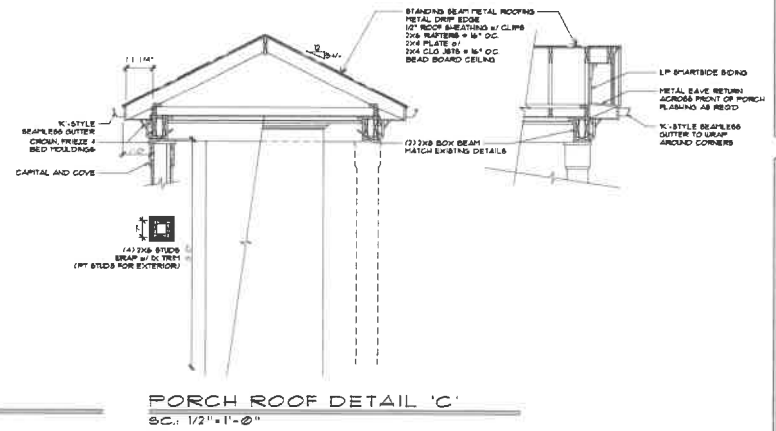 STANDING SEAM METAL ROOFING
METAL DRIP EDGE
1/2" ROOF SHEATHING w/ CLIPS
2X6 RAFTERS @ 16" O.C.
2X4 PLATE w/
2X4 CLG JSTS @ 16" O.C.
BEAD BOARD CEILING
12
11 1/4"
LP SMARTSIDE SIDING
METAL EAVE RETURN
ACROSS FRONT OF PORCH
FLASHING AS REQ'D
'K'-STYLE SEAMLESS
GUTTER TO WRAP
AROUND CORNERS
'K'-STYLE
SEAMLESS GUTTER
CROWN, FRIEZE &
BED MOULDINGS
CAPITAL AND COVE
(2) 2X8 BOX BEAM
MATCH EXISTING DETAILS
(4) 2X6 STUDS
WRAP w/ 1X TRIM
(PT STUDS FOR EXTERIOR)
PORCH ROOF DETAIL 'C'
SC.: 1/2"=1'-0"